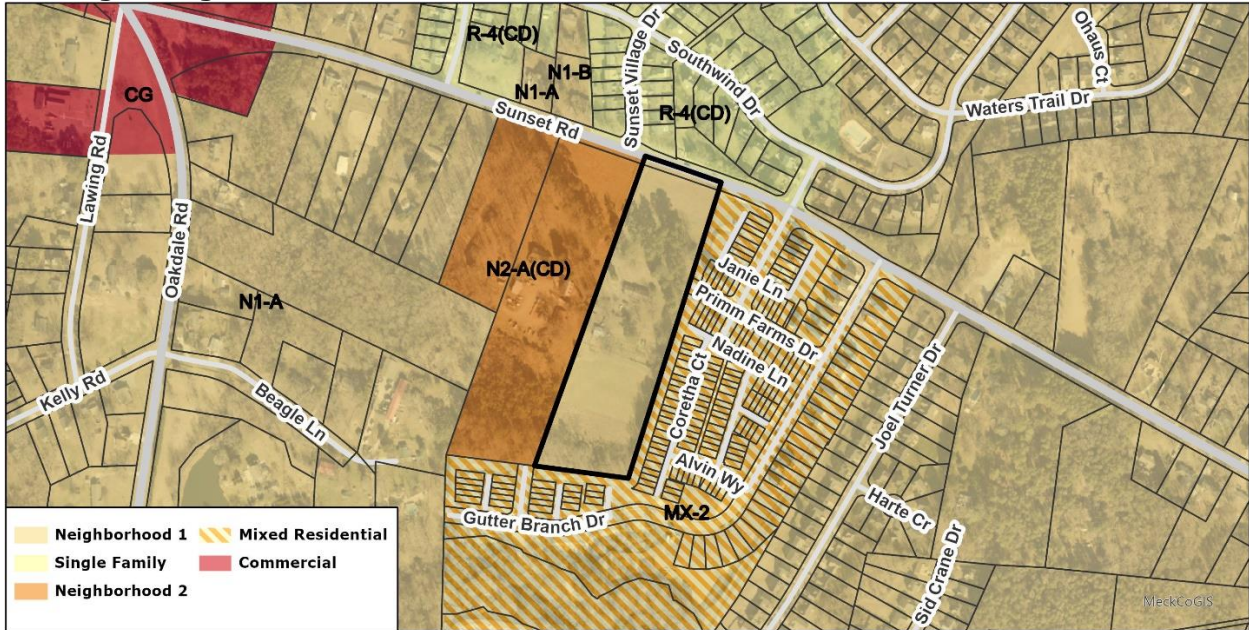 R-4(CD)
Sunset Village Dr
Southwind Dr
Ohaus Ct
N1-B
N1-A
CG
Sunset Rd
R-4(CD)
Waters Trail Dr
Lawing Rd
Oakdale Rd
N2-A(CD)
N1-A
Janie Ln
Primm Farms Dr
Nadine Ln
Coretha Ct
Joel Turner Dr
Kelly Rd
Beagle Ln
Alvin Wy
MX-2
Gutter Branch Dr
Harte Cr
Sid Crane Dr
Neighborhood 1
Mixed Residential
Single Family
Commercial
Neighborhood 2
MeckCoGIS